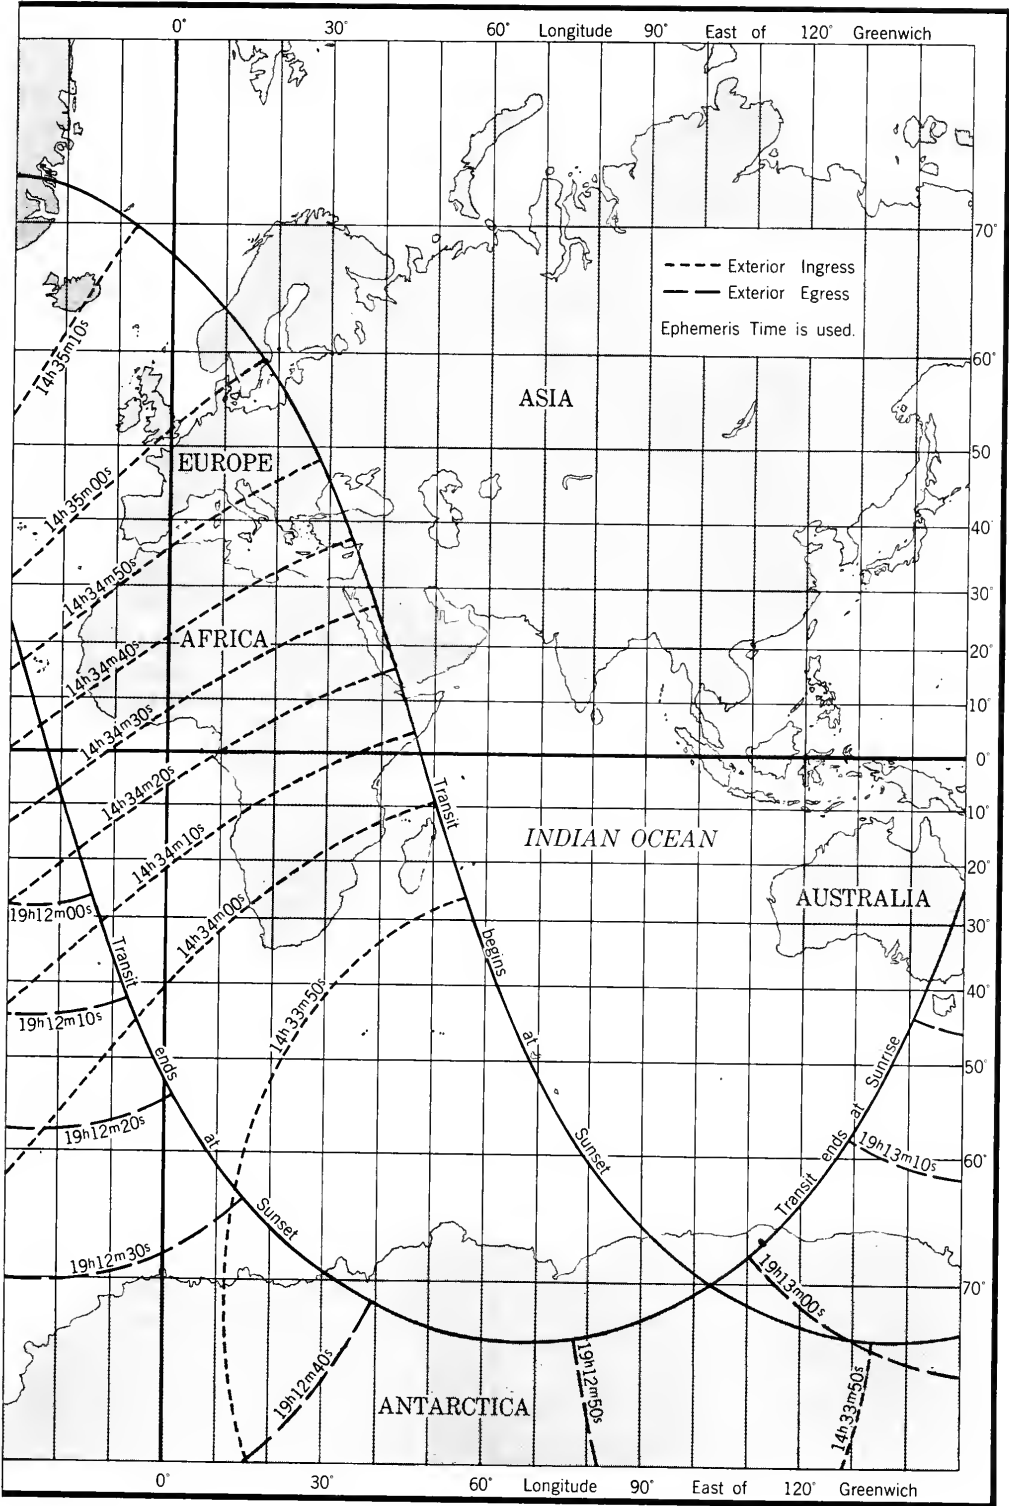 0° 30° 60° Longitude 90° East of 120° Greenwich
70°
---- Exterior Ingress
— — Exterior Egress
Ephemeris Time is used.
14h35m10s
60°
ASIA
50°
EUROPE
14h35m00s
40°
14h34m50s
30°
AFRICA
20°
14h34m40s
10°
14h34m30s
0°
14h34m20s
Transit
10°
INDIAN OCEAN
14h34m10s
20°
AUSTRALIA
19h12m00s
14h34m00s
30°
Transit
begins
40°
19h12m10s
14h33m50s
at
ends
Sunrise
50°
19h12m20s
at
at
Sunset
ends
19h13m10s
60°
Transit
Sunset
19h12m30s
70°
19h13m00s
19h12m40s
19h12m50s
ANTARCTICA
14h33m50s
0° 30° 60° Longitude 90° East of 120° Greenwich